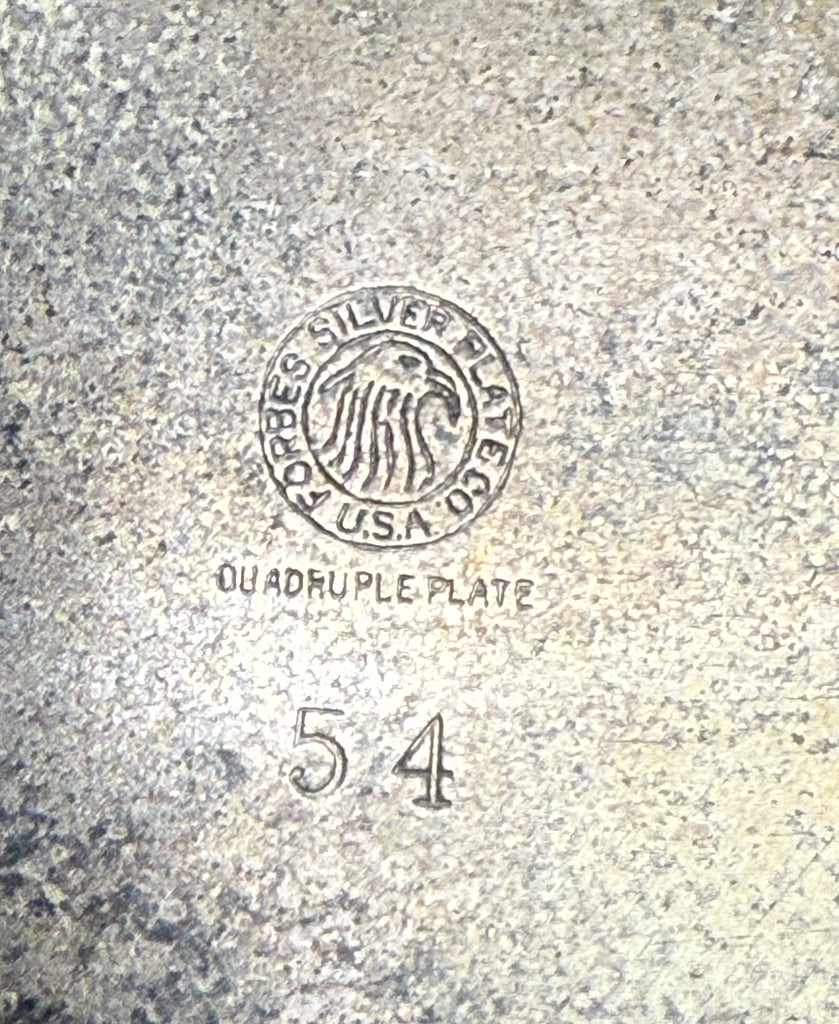 FORBES SILVER PLATE CO.
U.S.A.
QUADRUPLE PLATE
54